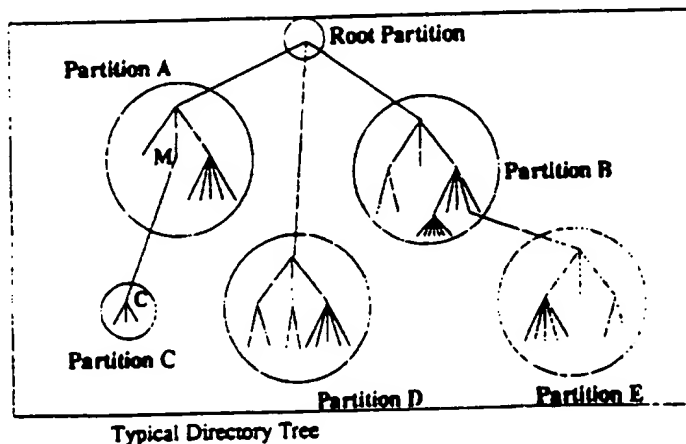 Root Partition
Partition A
M
Partition B
C
Partition C
Partition D
Partition E
Typical Directory Tree